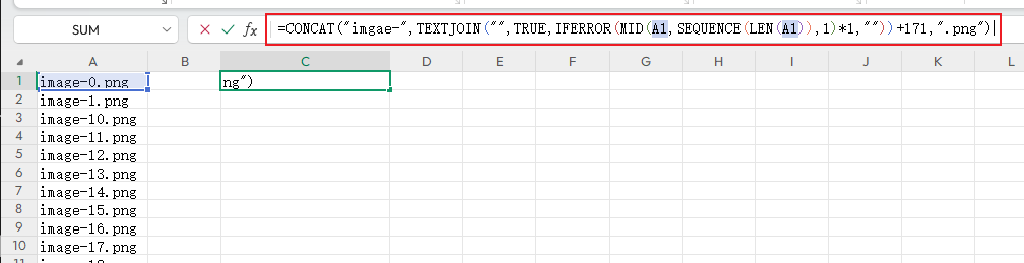 SUM fx =CONCAT("imgae-",TEXTJOIN("",TRUE,IFERROR(MID(A1,SEQUENCE(LEN(A1)),1)*1,""))+171,".png")
A B C D E F G H I J K L
1 image-0.png ng")
2 image-1.png
3 image-10.png
4 image-11.png
5 image-12.png
6 image-13.png
7 image-14.png
8 image-15.png
9 image-16.png
10 image-17.png